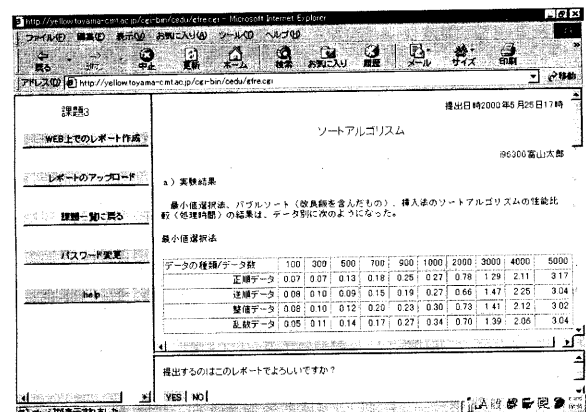 http://yellow.toyama-cmt.ac.jp/cgi-bin/cedu/etre.cgi - Microsoft Internet Explorer
ファイル(F) 編集(E) 表示(V) お気に入り(A) ツール(T) ヘルプ(H)
戻る 中止 更新 ホーム 検索 お気に入り 履歴 メール サイズ 印刷
アドレス(D) http://yellow.toyama-cmt.ac.jp/cgi-bin/cedu/etre.cgi 移動
課題3
WEB上でのレポート作成
レポートのアップロード
課題一覧に戻る
パスワード変更
help
提出日時2000年5月25日17時
ソートアルゴリスム
i96300富山太郎
a) 実験結果
最小値選択法、バブルソート(改良版を含んだもの)、挿入法のソートアルゴリズムの性能比
較(処理時間)の結果は、データ別に次のようになった。
最小値選択法
データの種類/データ数 100 300 500 700 900 1000 2000 3000 4000 5000
正順データ 0.07 0.07 0.13 0.18 0.25 0.27 0.78 1.29 2.11 3.17
逆順データ 0.08 0.10 0.09 0.15 0.19 0.27 0.66 1.47 2.25 3.04
整値データ 0.08 0.10 0.12 0.20 0.23 0.30 0.73 1.41 2.12 3.02
乱数データ 0.05 0.11 0.14 0.17 0.27 0.34 0.70 1.39 2.06 3.04
提出するのはこのレポートでよろしいですか?
YES NO